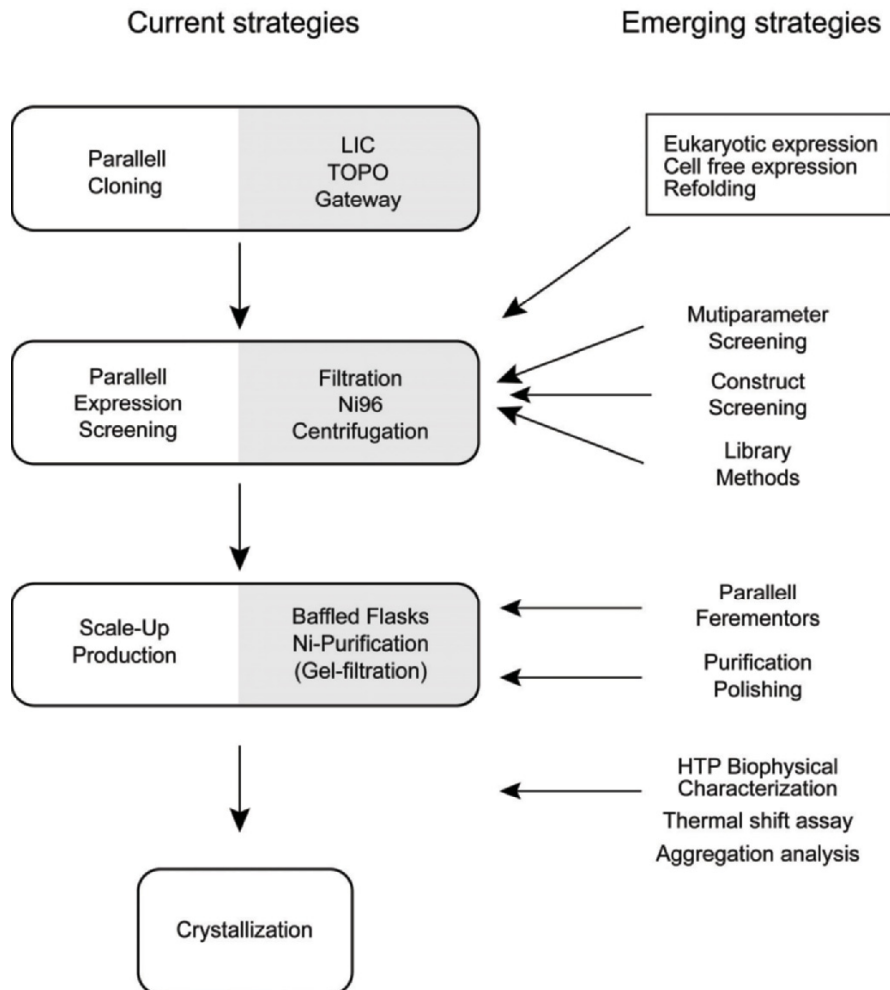 Current strategies
Emerging strategies
Parallell
Cloning
LIC
TOPO
Gateway
Eukaryotic expression
Cell free expression
Refolding
Parallell
Expression
Screening
Filtration
Ni96
Centrifugation
Mutiparameter
Screening
Construct
Screening
Library
Methods
Scale-Up
Production
Baffled Flasks
Ni-Purification
(Gel-filtration)
Parallell
Ferementors
Purification
Polishing
HTP Biophysical
Characterization
Thermal shift assay
Aggregation analysis
Crystallization